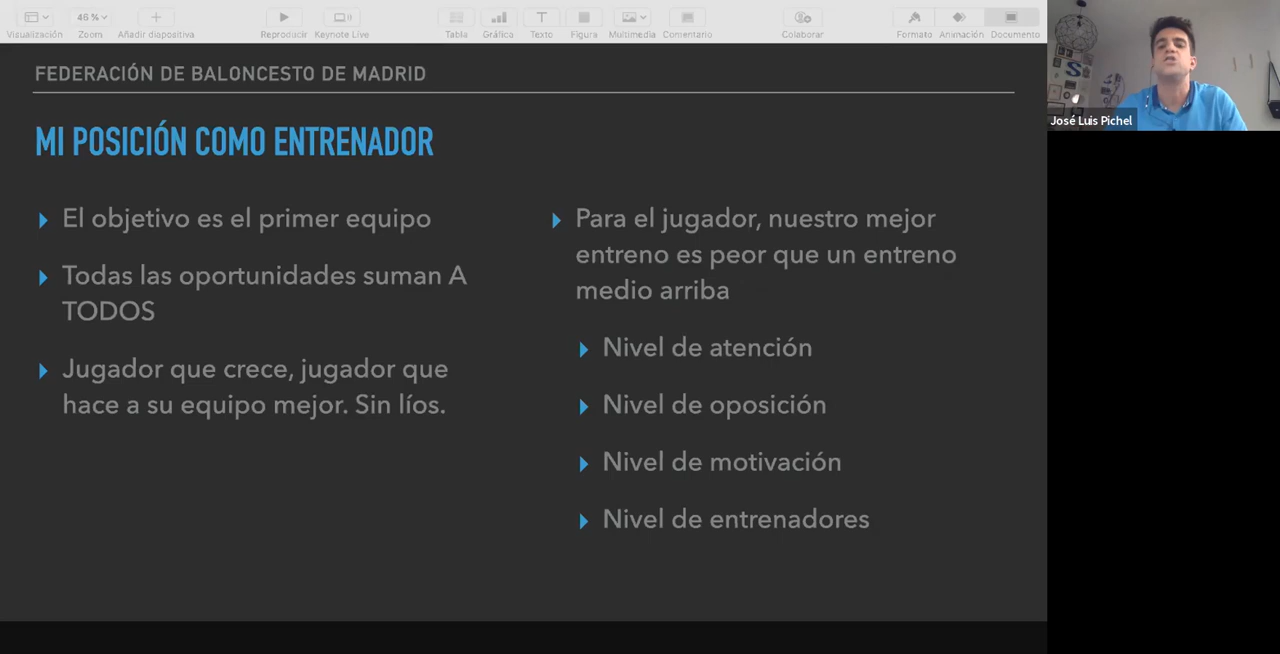 Visualización
Zoom
Añadir diapositiva
Reproducir
Keynote Live
Tabla
Gráfica
Texto
Figura
Multimedia
Comentario
Colaborar
Formato
Animación
Documento
46 %
FEDERACIÓN DE BALONCESTO DE MADRID
MI POSICIÓN COMO ENTRENADOR
El objetivo es el primer equipo
Todas las oportunidades suman A
TODOS
Jugador que crece, jugador que
hace a su equipo mejor. Sin líos.
Para el jugador, nuestro mejor
entreno es peor que un entreno
medio arriba
Nivel de atención
Nivel de oposición
Nivel de motivación
Nivel de entrenadores
José Luis Pichel